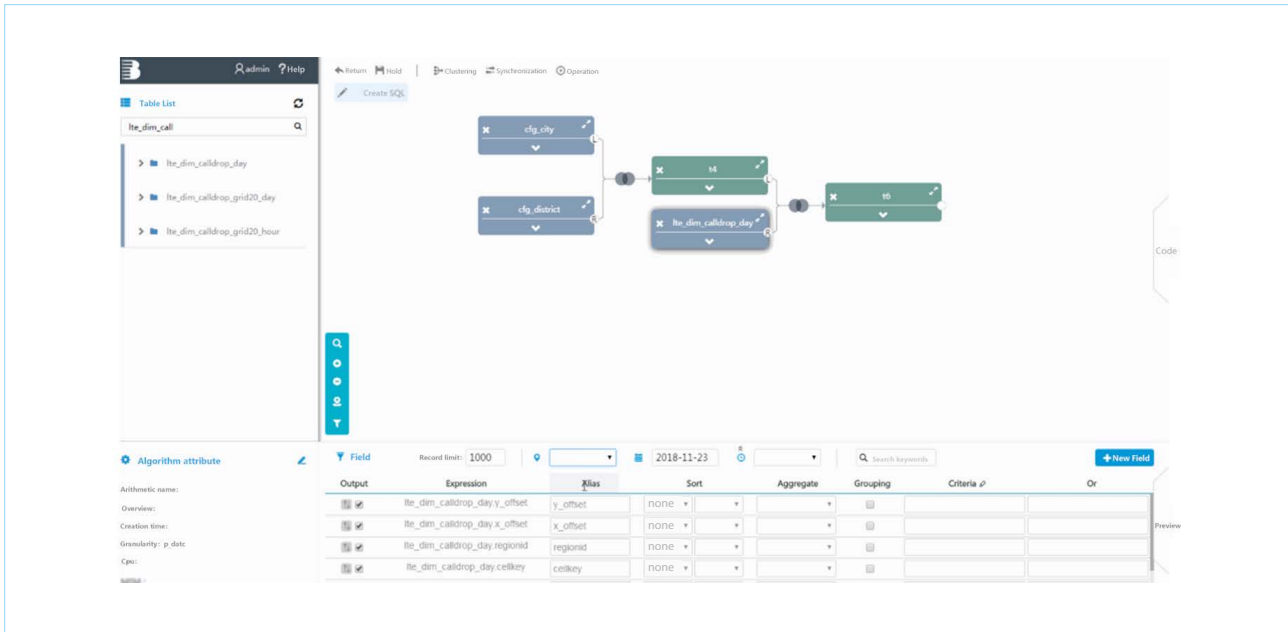 admin ? Help
Return Hold Clustering Synchronization Operation
Create SQL
Table List
lte_dim_call
lte_dim_calldrop_day
lte_dim_calldrop_grid20_day
lte_dim_calldrop_grid20_hour
cfg_city
L
cfg_district
R
t4
L
lte_dim_calldrop_day
R
t6
Code
Algorithm attribute
Arithmetic name:
Overview:
Creation time:
Granularity: p_date
Cpu:
Field Record limit: 1000 2018-11-23 Search keywords +New Field
Output Expression Alias Sort Aggregate Grouping Criteria Or
lte_dim_calldrop_day.y_offset y_offset none
lte_dim_calldrop_day.x_offset x_offset none
lte_dim_calldrop_day.regionid regionid none
lte_dim_calldrop_day.cellkey cellkey none
Preview